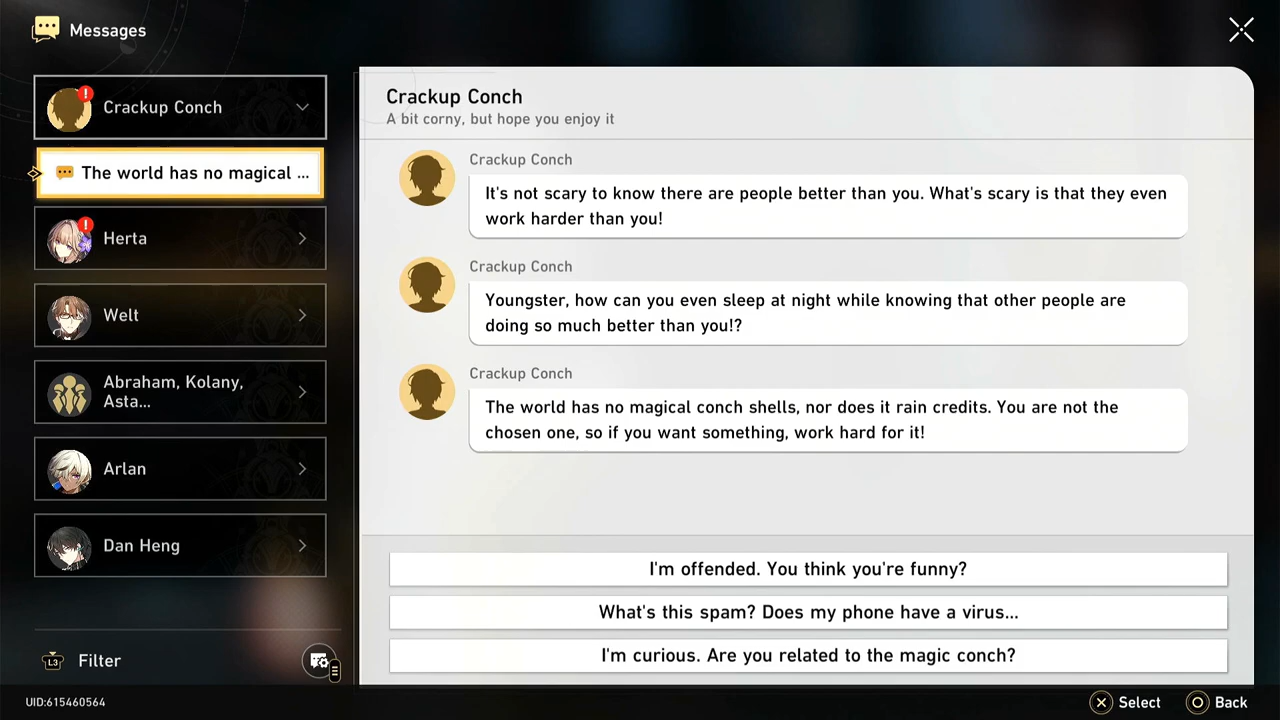 Messages
Crackup Conch
The world has no magical ...
Herta
Welt
Abraham, Kolany,
Asta...
Arlan
Dan Heng
L3 Filter
Crackup Conch
A bit corny, but hope you enjoy it
Crackup Conch
It's not scary to know there are people better than you. What's scary is that they even
work harder than you!
Crackup Conch
Youngster, how can you even sleep at night while knowing that other people are
doing so much better than you!?
Crackup Conch
The world has no magical conch shells, nor does it rain credits. You are not the
chosen one, so if you want something, work hard for it!
I'm offended. You think you're funny?
What's this spam? Does my phone have a virus...
I'm curious. Are you related to the magic conch?
UID:615460564
Select
Back